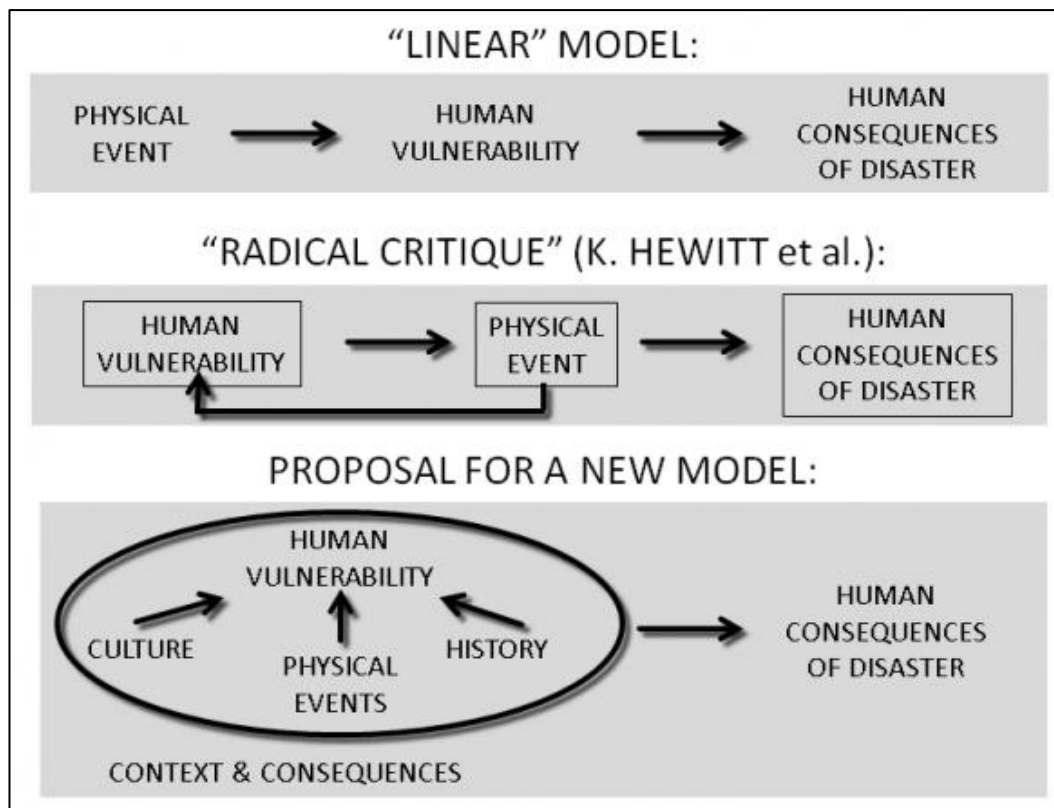 “LINEAR” MODEL:
PHYSICAL
EVENT
HUMAN
VULNERABILITY
HUMAN
CONSEQUENCES
OF DISASTER
“RADICAL CRITIQUE” (K. HEWITT et al.):
HUMAN
VULNERABILITY
PHYSICAL
EVENT
HUMAN
CONSEQUENCES
OF DISASTER
PROPOSAL FOR A NEW MODEL:
HUMAN
VULNERABILITY
CULTURE
PHYSICAL
EVENTS
HISTORY
CONTEXT & CONSEQUENCES
HUMAN
CONSEQUENCES
OF DISASTER